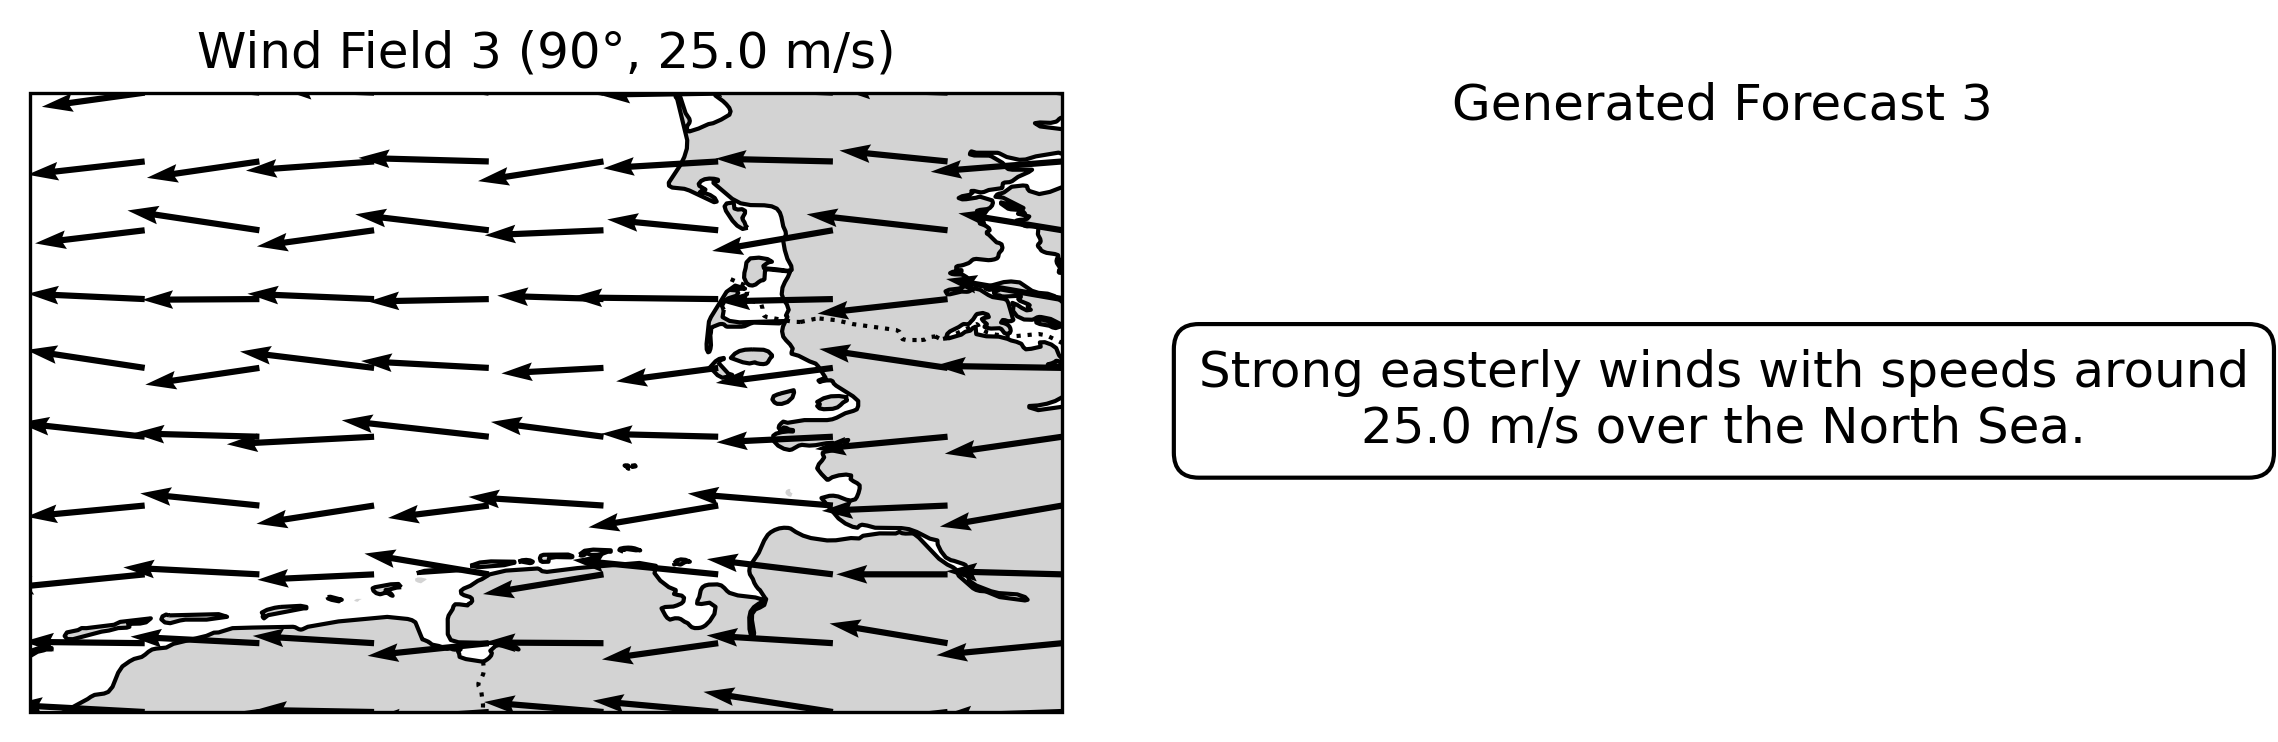 Wind Field 3 (90°, 25.0 m/s)
Generated Forecast 3
Strong easterly winds with speeds around
25.0 m/s over the North Sea.